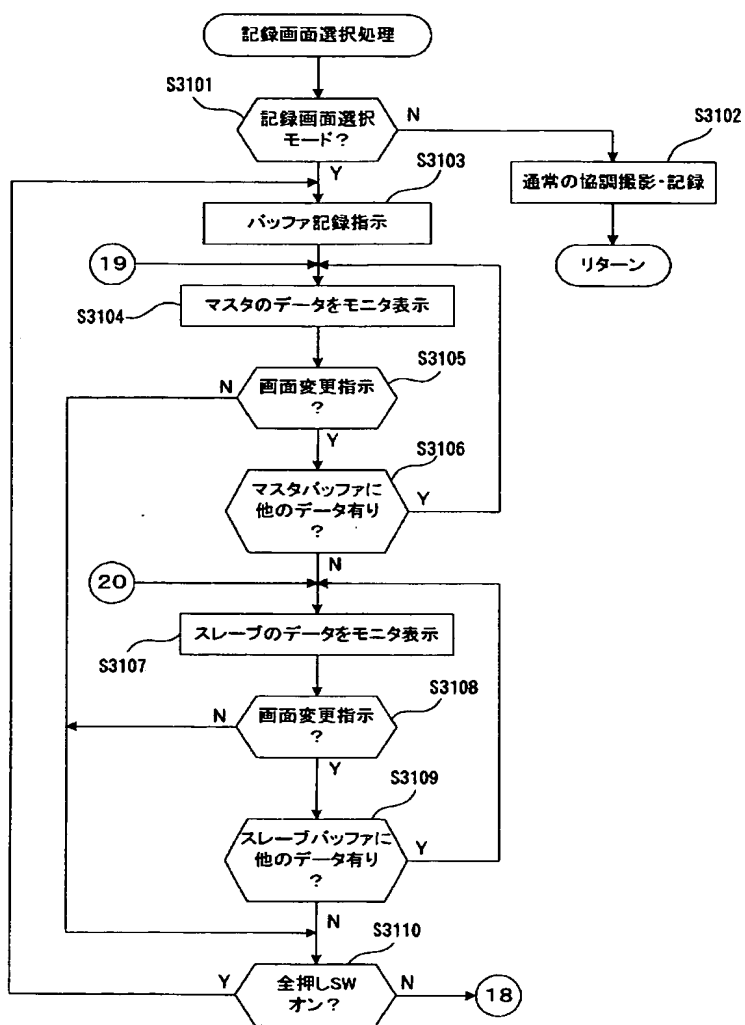 記録画面選択処理
S3101
記録画面選択
モード?
N
S3102
Y
通常の協調撮影・記録
リターン
S3103
バッファ記録指示
19
マスタのデータをモニタ表示
S3104
S3105
画面変更指示
?
N
Y
S3106
マスタバッファに
他のデータ有り
?
Y
N
20
スレーブのデータをモニタ表示
S3107
S3108
画面変更指示
?
N
Y
S3109
スレーブバッファに
他のデータ有り
?
Y
N
S3110
全押しSW
オン?
Y
N
18